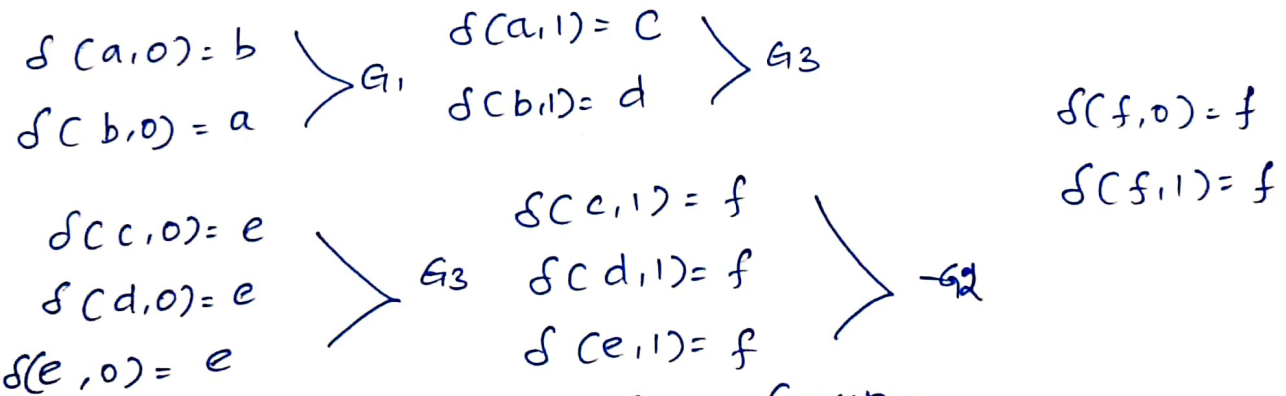 δ(a,0)=b δ(a,1)=C
G1 G3
δ(b,0)=a δ(b,1)=d
δ(f,0)=f
δ(f,1)=f
δ(c,0)=e δ(c,1)=f
δ(d,0)=e G3 δ(d,1)=f G2
δ(e,0)=e δ(e,1)=f